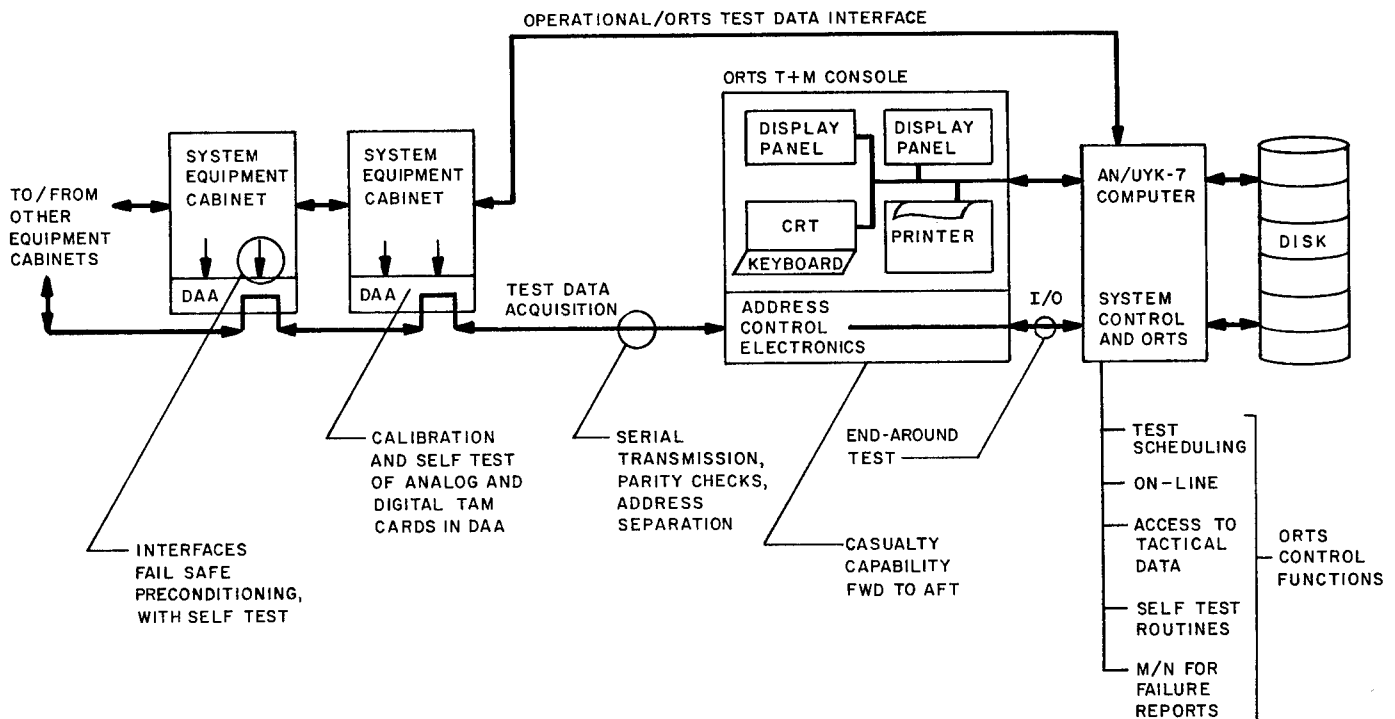 OPERATIONAL/ORTS TEST DATA INTERFACE
ORTS T+M CONSOLE
DISPLAY
PANEL
DISPLAY
PANEL
CRT
KEYBOARD
PRINTER
ADDRESS
CONTROL
ELECTRONICS
SYSTEM
EQUIPMENT
CABINET
DAA
SYSTEM
EQUIPMENT
CABINET
DAA
TO/FROM
OTHER
EQUIPMENT
CABINETS
TEST DATA
ACQUISITION
I/O
AN/UYK-7
COMPUTER
SYSTEM
CONTROL
AND ORTS
DISK
INTERFACES
FAIL SAFE
PRECONDITIONING,
WITH SELF TEST
CALIBRATION
AND SELF TEST
OF ANALOG AND
DIGITAL TAM
CARDS IN DAA
SERIAL
TRANSMISSION,
PARITY CHECKS,
ADDRESS
SEPARATION
END-AROUND
TEST
CASUALTY
CAPABILITY
FWD TO AFT
TEST
SCHEDULING
ON-LINE
ACCESS TO
TACTICAL
DATA
SELF TEST
ROUTINES
M/N FOR
FAILURE
REPORTS
ORTS
CONTROL
FUNCTIONS